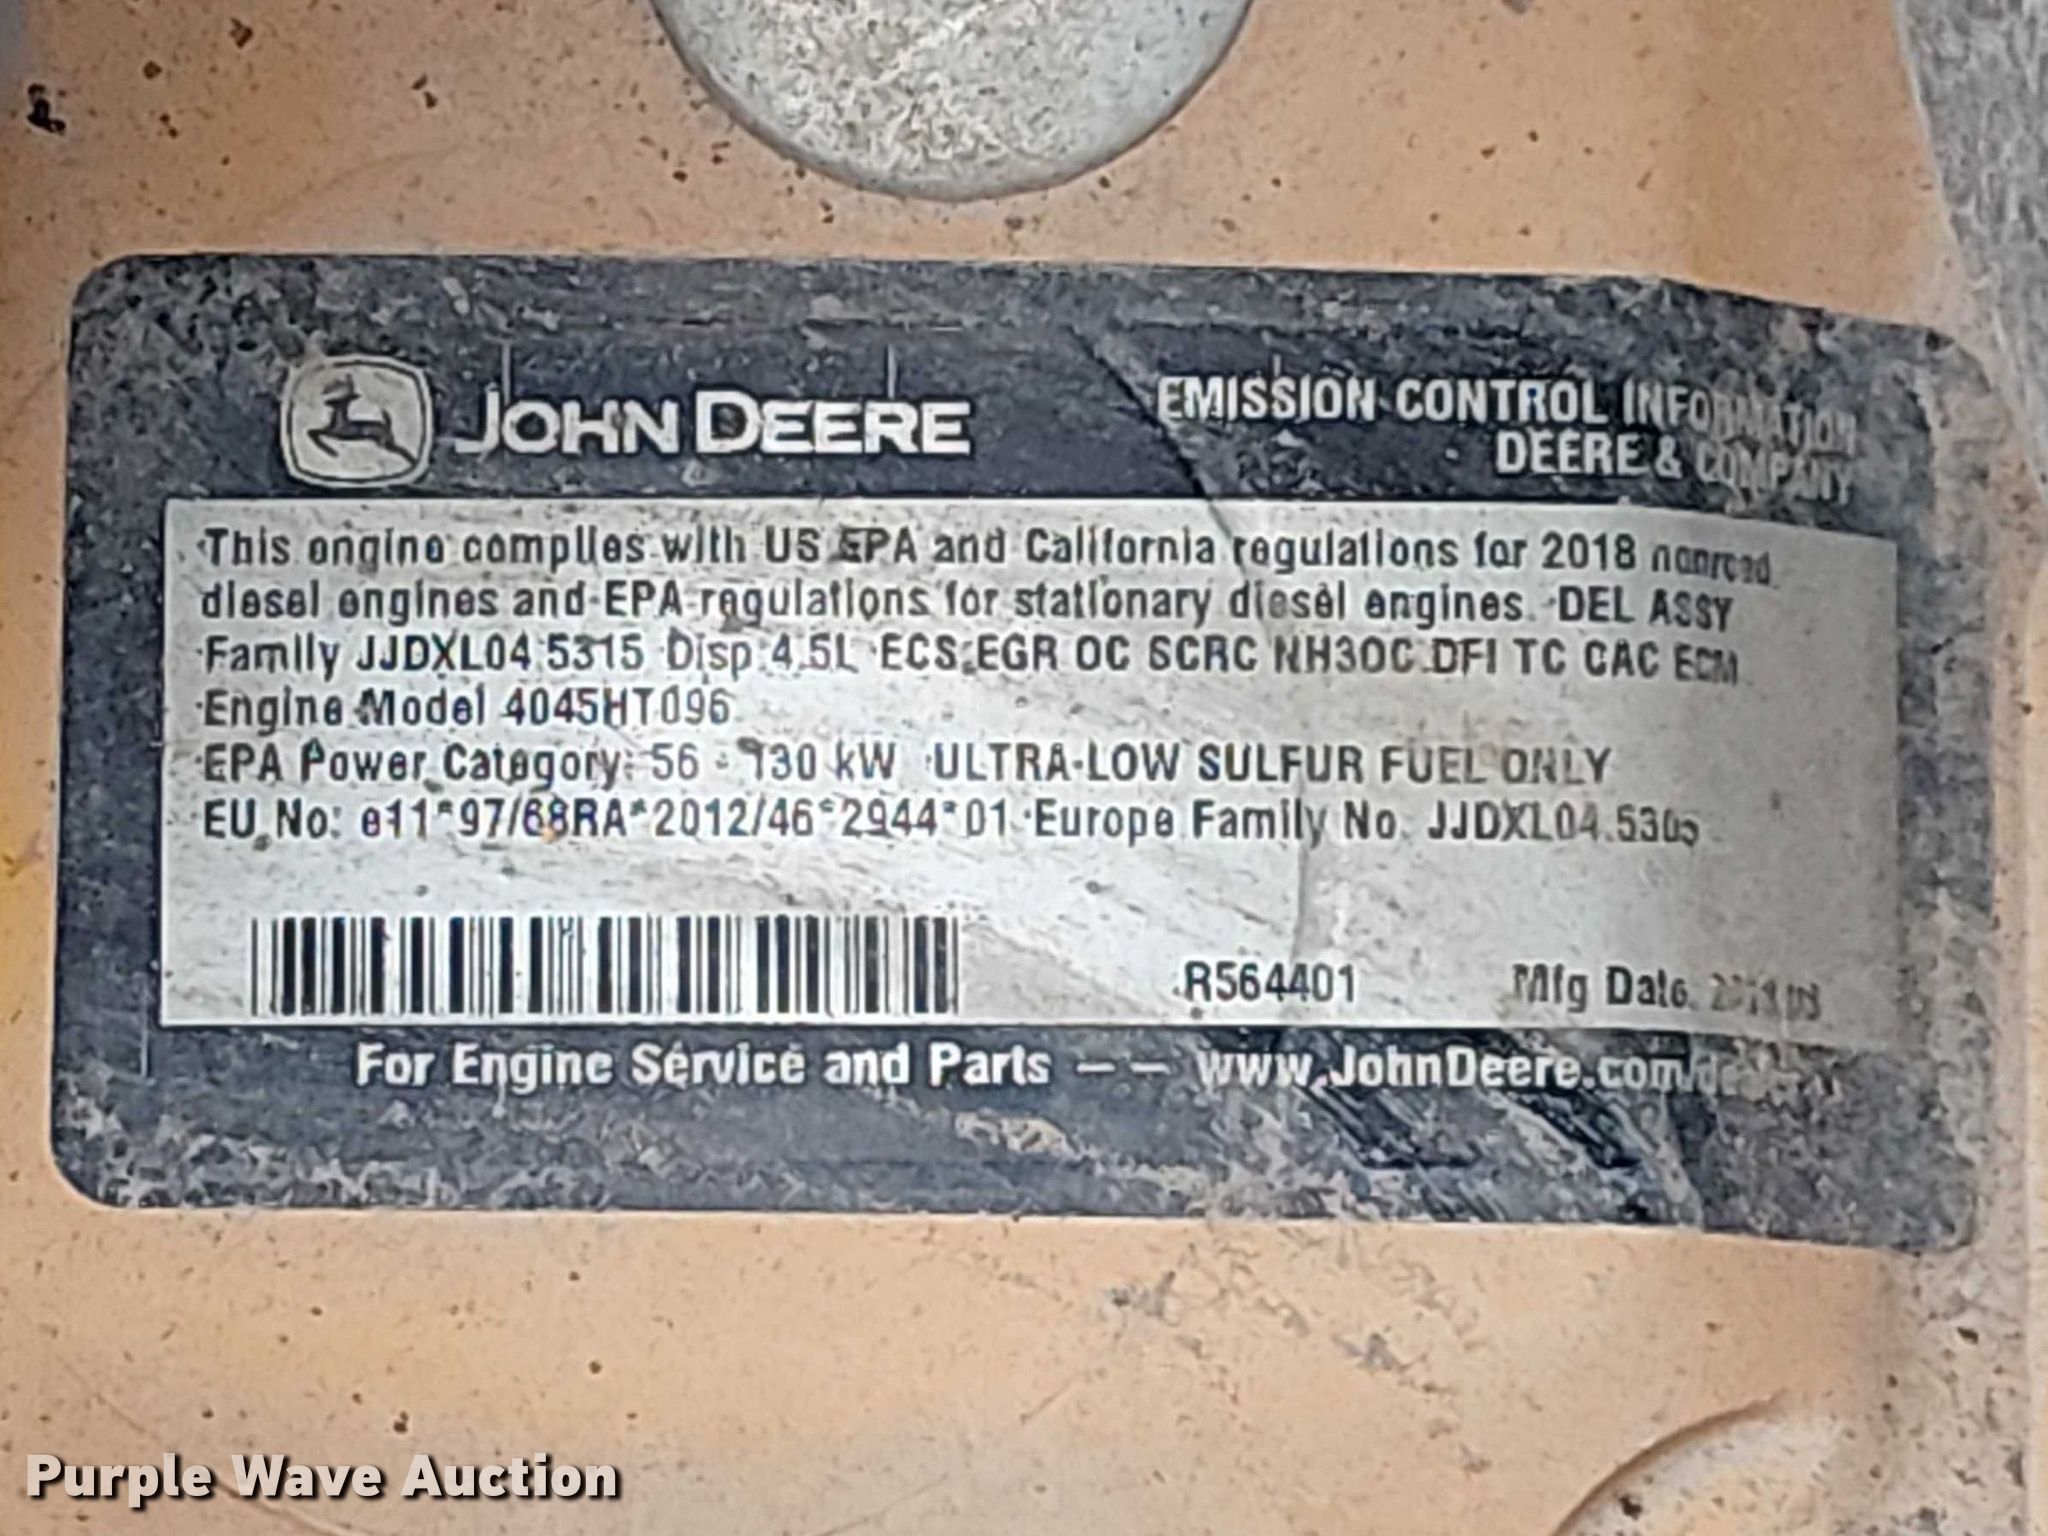 JOHN DEERE
EMISSION CONTROL INFORMATION
DEERE & COMPANY
This engine complies with US EPA and California regulations for 2018 nonroad
diesel engines and EPA regulations for stationary diesel engines. DEL ASSY
Family JJDXL04.5315 Disp 4.5L ECS:EGR OC SCRC NH3OC DFI TC CAC ECM
Engine Model 4045HT096
EPA Power Category: 56 - 130 kW ULTRA-LOW SULFUR FUEL ONLY
EU No: e11*97/68RA*2012/46*2944*01 Europe Family No. JJDXL04.5305
R564401
Mfg Date.
For Engine Service and Parts -- www.JohnDeere.com/
Purple Wave Auction